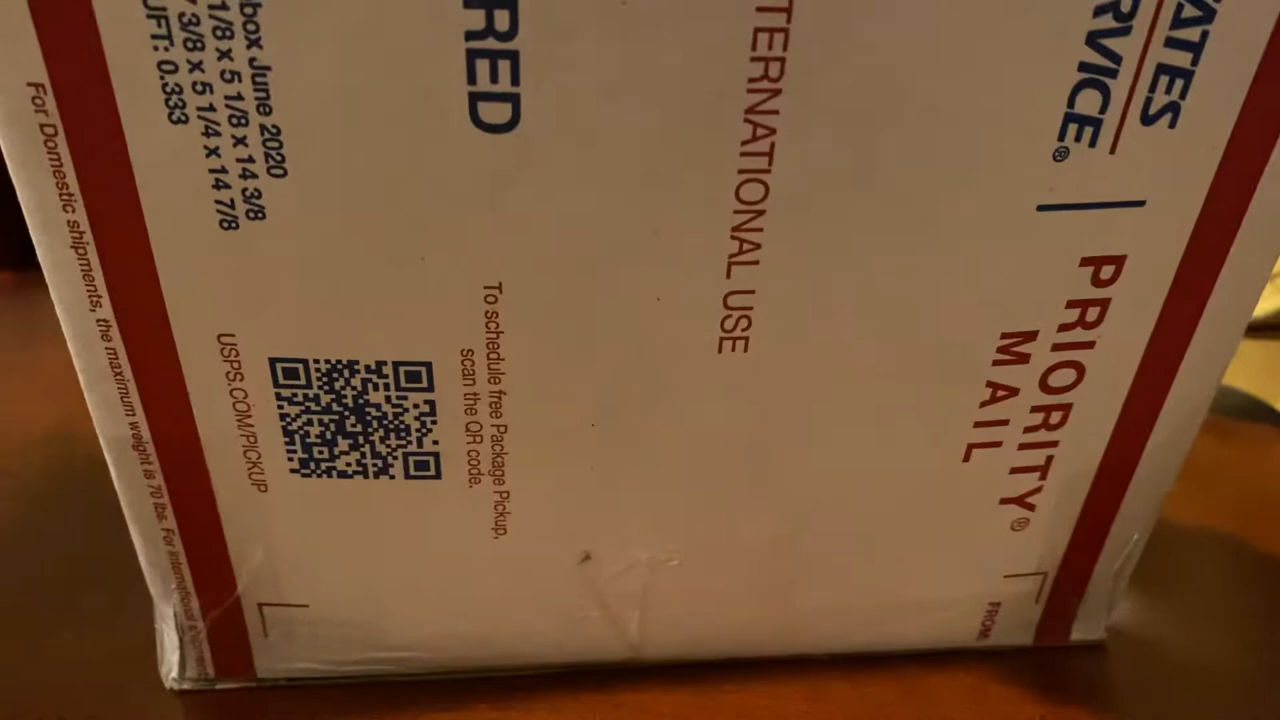 ATES
RVICE®
PRIORITY®
MAIL
FROM
TERNATIONAL USE
RED
To schedule free Package Pickup,
scan the QR code.
USPS.COM/PICKUP
box June 2020
1/8 x 5 1/8 x 14 3/8
3/8 x 5 1/4 x 14 7/8
UFT: 0.333
For Domestic shipments, the maximum weight is 70 lbs. For international